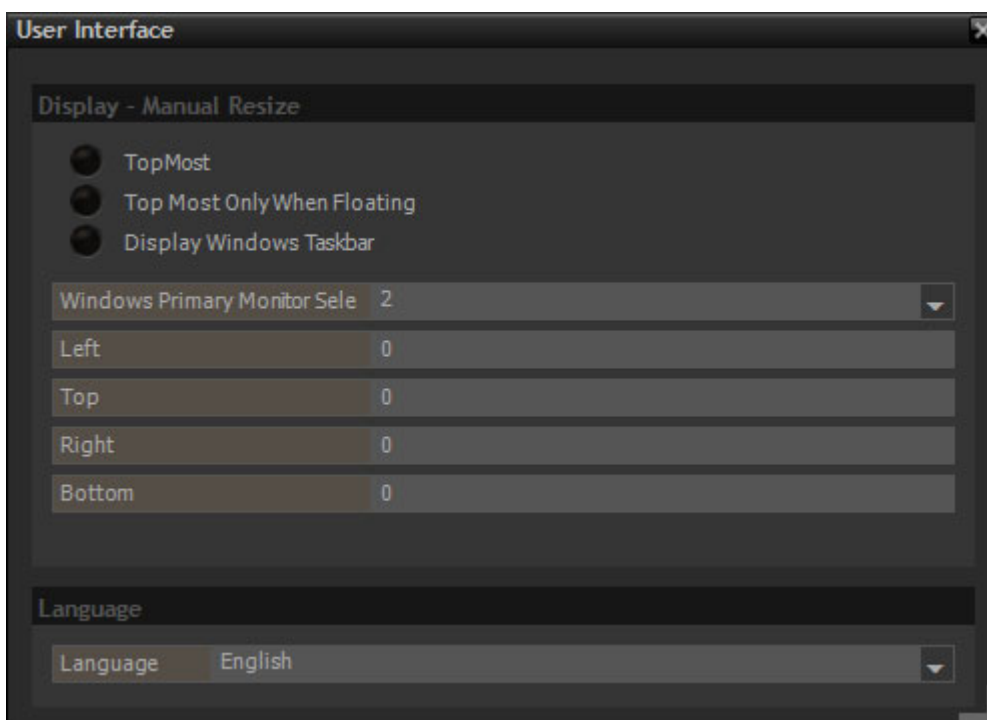 User Interface
Display - Manual Resize
TopMost
Top Most Only When Floating
Display Windows Taskbar
Windows Primary Monitor Sele 2
Left 0
Top 0
Right 0
Bottom 0
Language
Language English